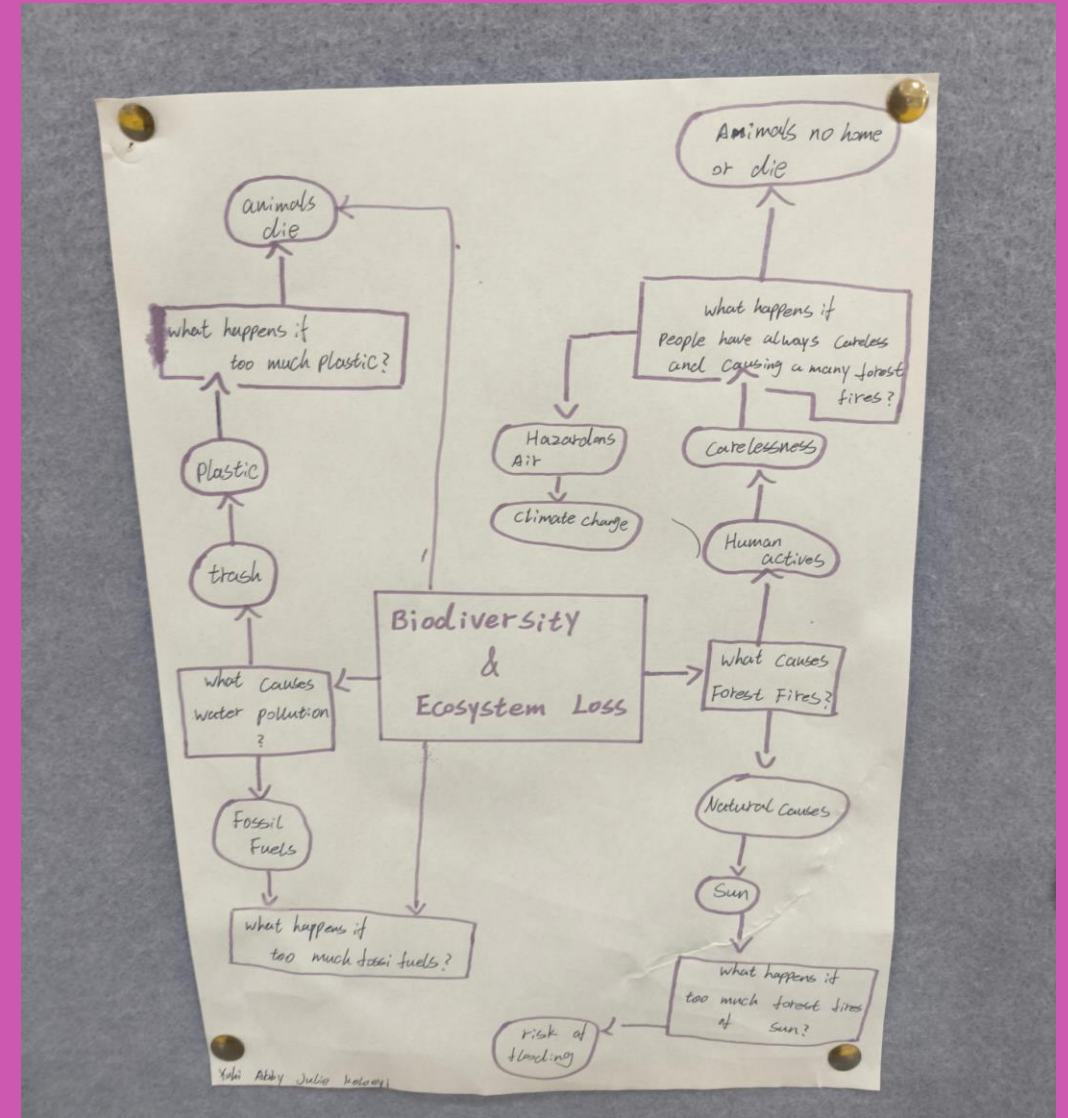 Animals no home
or die
animals
die
what happens if
too much plastic?
what happens if
people have always careless
and causing a many forest
fires?
Plastic
Hazardons
Air
Carelessness
Climate charge
Human
actives
trash
Biodiversity
&
Ecosystem Loss
what causes
water pollution
?
what causes
Forest Fires?
Fossil
Fuels
Natural Causes
Sun
what happens if
too much fossi fuels?
what happens if
too much forest fires
of sun?
risk of
flooding
Yuki Abby Julie